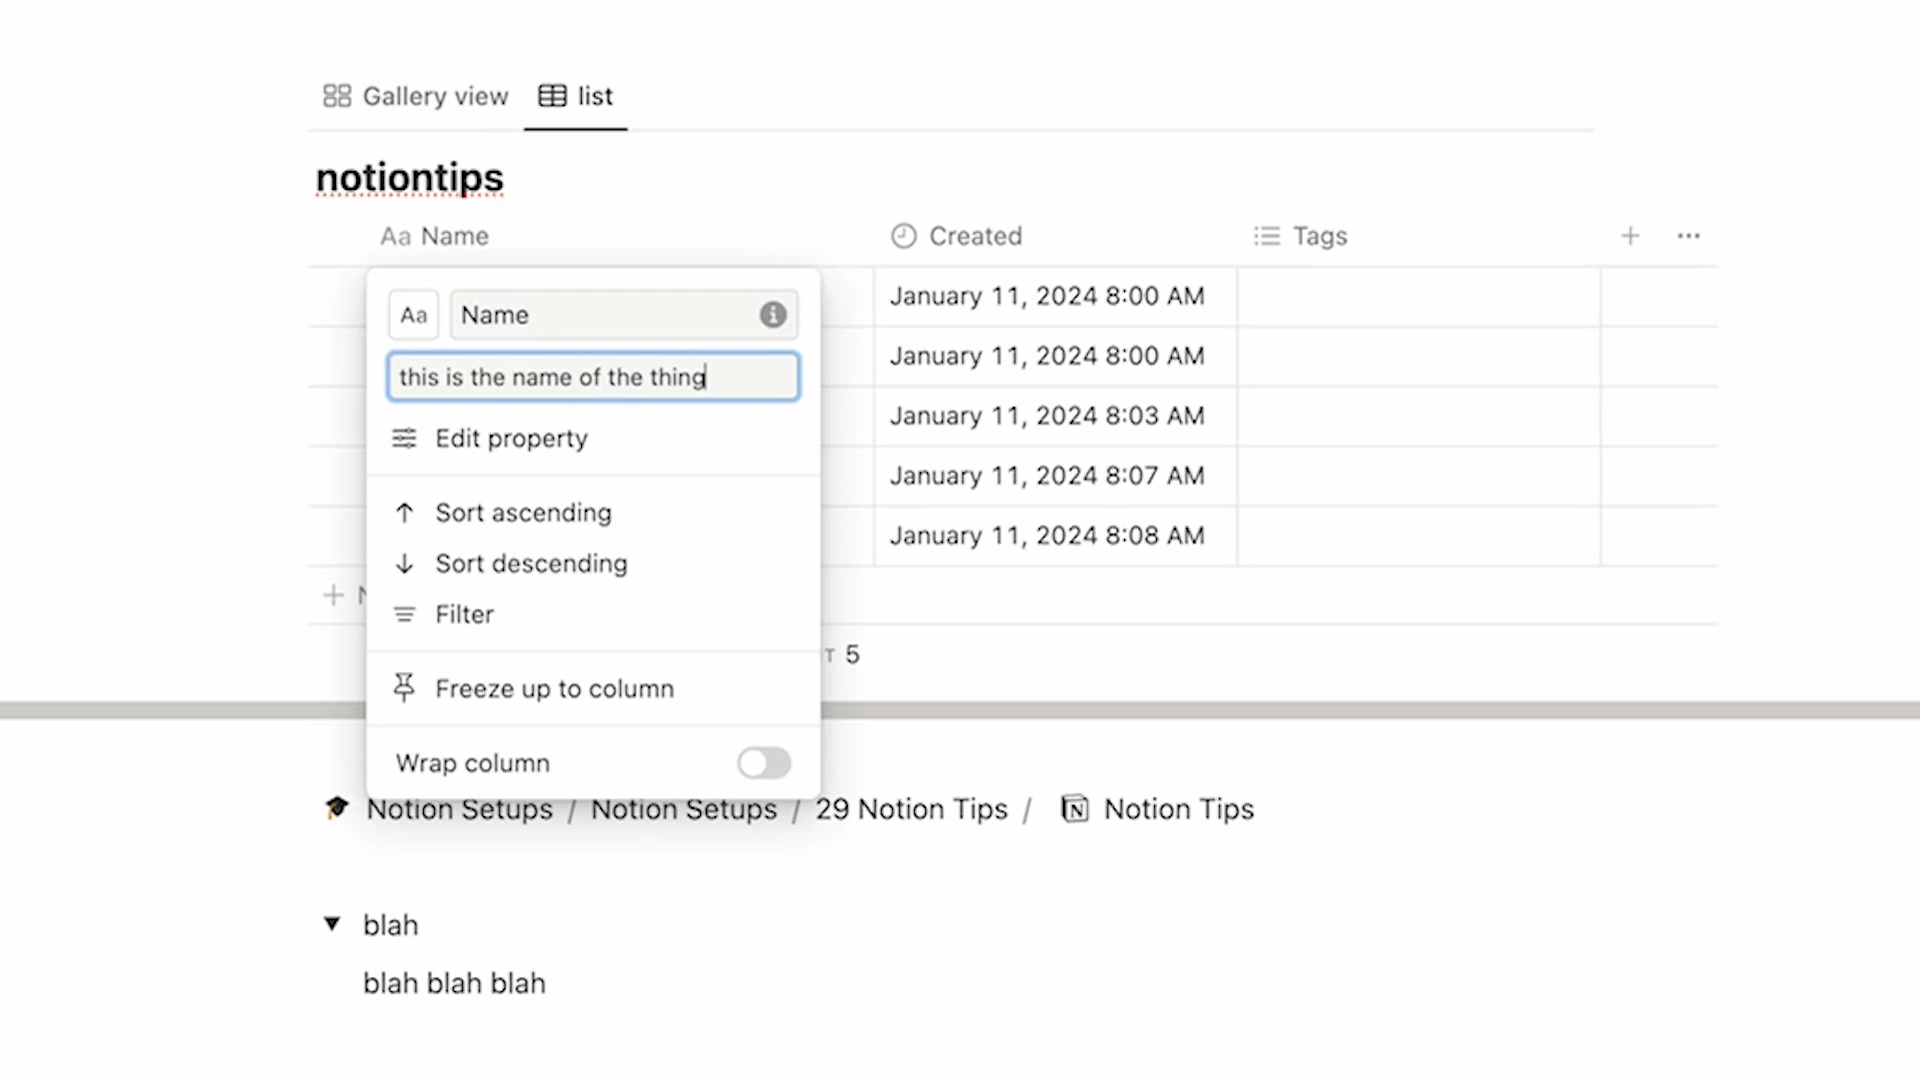 Gallery view list
notiontips
Aa Name Created Tags
Aa Name
this is the name of the thing
Edit property
Sort ascending
Sort descending
Filter
Freeze up to column
Wrap column
January 11, 2024 8:00 AM
January 11, 2024 8:00 AM
January 11, 2024 8:03 AM
January 11, 2024 8:07 AM
January 11, 2024 8:08 AM
5
Notion Setups / Notion Setups / 29 Notion Tips / Notion Tips
blah
blah blah blah